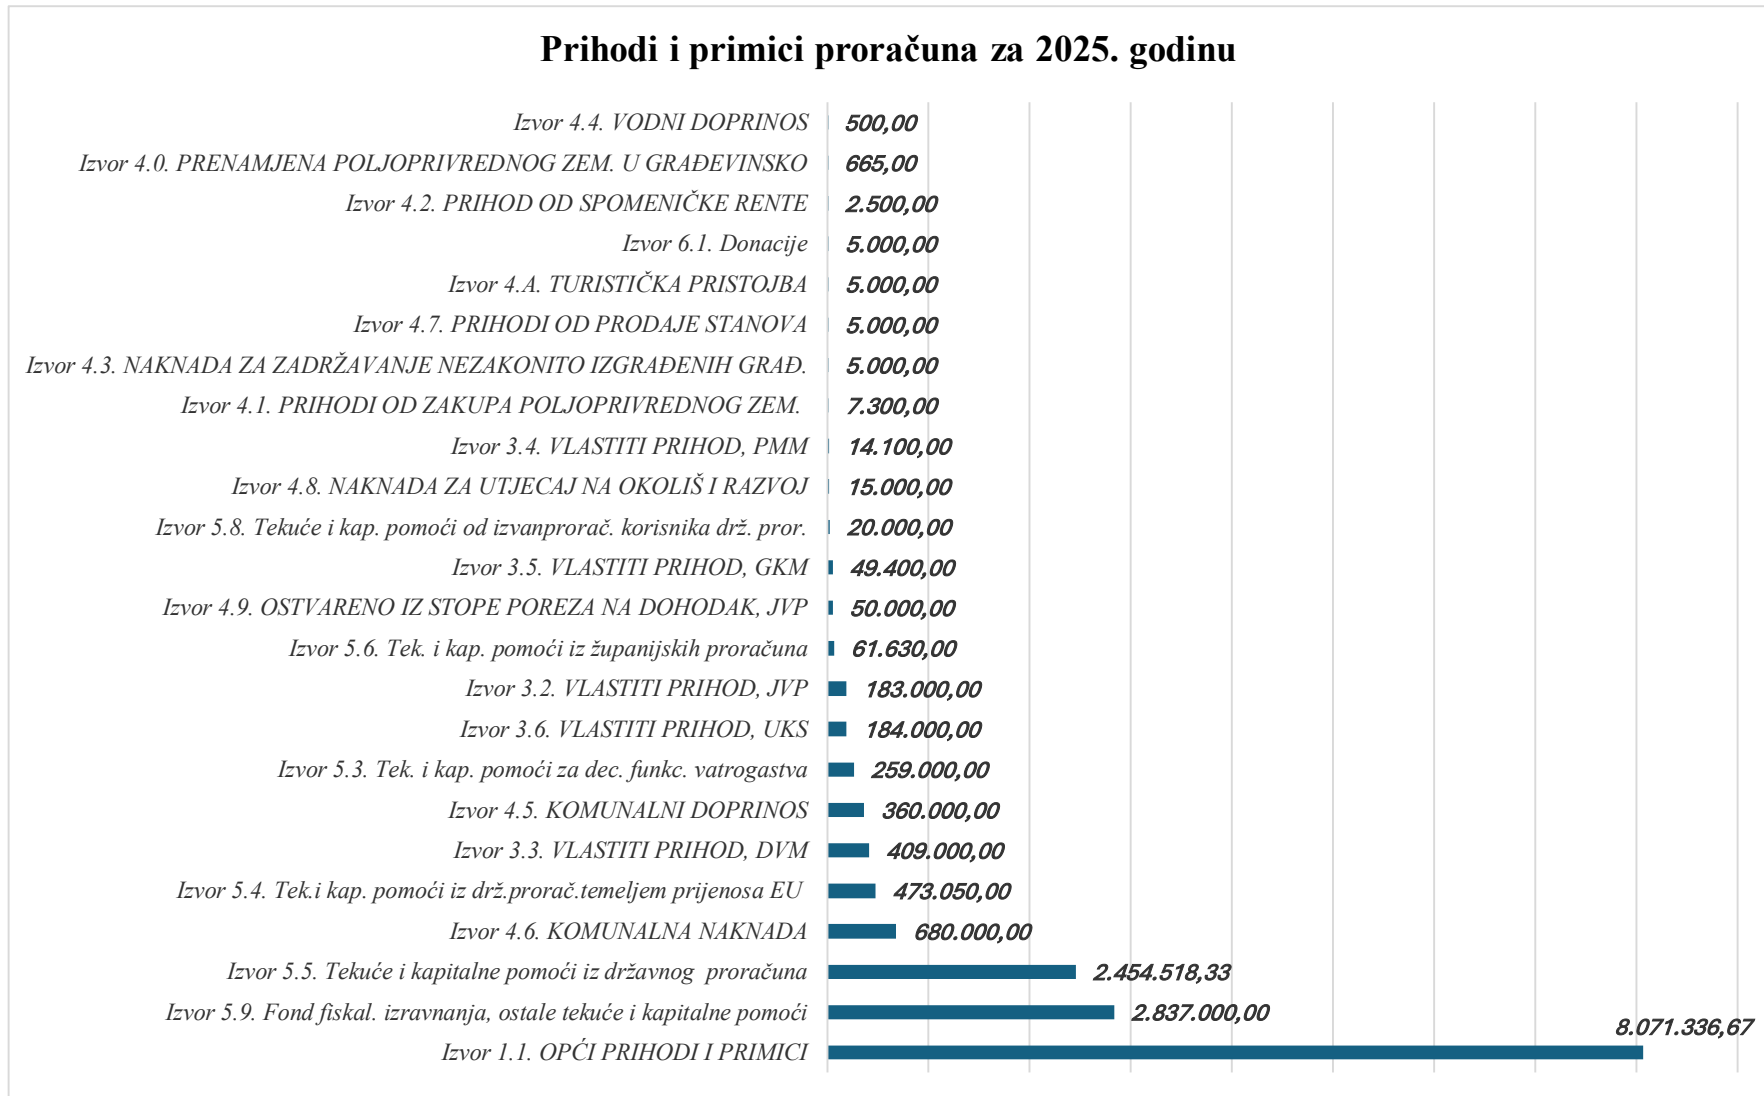 Prihodi i primici proračuna za 2025. godinu
Izvor 4.4. VODNI DOPRINOS 500,00
Izvor 4.0. PRENAMJENA POLJOPRIVREDNOG ZEM. U GRAĐEVINSKO 665,00
Izvor 4.2. PRIHOD OD SPOMENIČKE RENTE 2.500,00
Izvor 6.1. Donacije 5.000,00
Izvor 4.A. TURISTIČKA PRISTOJBA 5.000,00
Izvor 4.7. PRIHODI OD PRODAJE STANOVA 5.000,00
Izvor 4.3. NAKNADA ZA ZADRŽAVANJE NEZAKONITO IZGRAĐENIH GRAĐ. 5.000,00
Izvor 4.1. PRIHODI OD ZAKUPA POLJOPRIVREDNOG ZEM. 7.300,00
Izvor 3.4. VLASTITI PRIHOD, PMM 14.100,00
Izvor 4.8. NAKNADA ZA UTJECAJ NA OKOLIŠ I RAZVOJ 15.000,00
Izvor 5.8. Tekuće i kap. pomoći od izvanprorač. korisnika drž. pror. 20.000,00
Izvor 3.5. VLASTITI PRIHOD, GKM 49.400,00
Izvor 4.9. OSTVARENO IZ STOPE POREZA NA DOHODAK, JVP 50.000,00
Izvor 5.6. Tek. i kap. pomoći iz županijskih proračuna 61.630,00
Izvor 3.2. VLASTITI PRIHOD, JVP 183.000,00
Izvor 3.6. VLASTITI PRIHOD, UKS 184.000,00
Izvor 5.3. Tek. i kap. pomoći za dec. funkc. vatrogastva 259.000,00
Izvor 4.5. KOMUNALNI DOPRINOS 360.000,00
Izvor 3.3. VLASTITI PRIHOD, DVM 409.000,00
Izvor 5.4. Tek.i kap. pomoći iz drž.prorač.temeljem prijenosa EU 473.050,00
Izvor 4.6. KOMUNALNA NAKNADA 680.000,00
Izvor 5.5. Tekuće i kapitalne pomoći iz državnog proračuna 2.454.518,33
Izvor 5.9. Fond fiskal. izravnanja, ostale tekuće i kapitalne pomoći 2.837.000,00
Izvor 1.1. OPĆI PRIHODI I PRIMICI 8.071.336,67